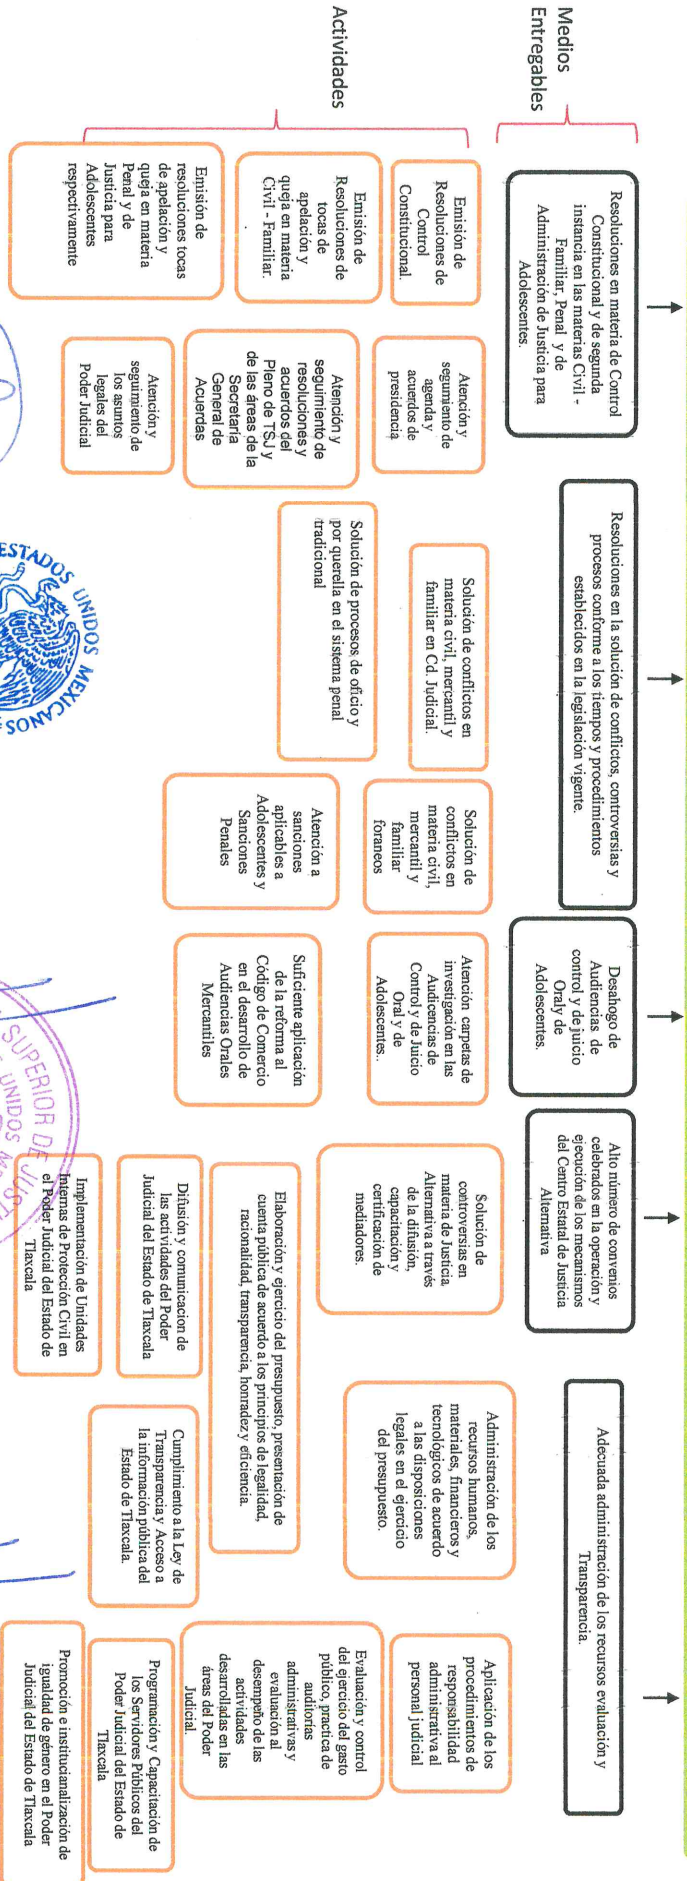 Medios
Entregables
Resoluciones en materia de Control
Constitucional y de segunda
instancia en las materias Civil -
Familiar, Penal y de
Administración de Justicia para
Adolescentes.
Resoluciones en la solución de conflictos, controversias y
procesos conforme a los tiempos y procedimientos
establecidos en la legislación vigente.
Desahogo de
Audiencias de
control y de juicio
Oraly de
Adolescentes.
Alto número de convenios
celebrados en la operación y
ejecución de los mecanismos
del Centro Estatal de Justicia
Alternativa
Adecuada administración de los recursos evaluación y
Transparencia.
Actividades
Emisión de
Resoluciones de
Control
Constitucional.
Emisión de
Resoluciones de
tocas de
apelación y
queja en materia
Civil - Familiar.
Emisión de
resoluciones tocas
de apelación y
queja en materia
Penal y de
Justicia para
Adolescentes
respectivamente
Atención y
segumiento de
agenda y
acuerdos de
presidencia
Atención y
seguimiento de
resoluciones y
acuerdos del
Pleno de TSJ y
de las áreas de la
Secretaría
General de
Acuerdas
Atención y
seguimiento de
los asuntos
legales del
Poder Judicial
Solución de conflictos en
materia civil, mercantil y
familiar en Cd. Judicial.
Solución de procesos de oficio y
por querella en el sistema penal
tradicional
Solución de
conflictos en
materia civil,
mercantil y
familiar
foraneos
Atención a
sanciones
aplicables a
Adolescentes y
Sanciones
Penales
Atención carpetas de
investigación en las
Audicencias de
Control y de Juicio
Oral y de
Adolescentes..
Suficiente aplicación
de la reforma al
Código de Comercio
en el desarrollo de
Audiencias Orales
Mercantiles
Solución de
controversias en
materia de Justicia
Alternativa a través
de la difusión,
capacitación y
certificación de
mediadores.
Elaboración y ejercicio del presupuesto, presentación de
cuenta pública de acuerdo a los principios de legalidad,
racionalidad, transparencia, honradez y eficiencia.
Difusión y comunicacion de
las actividades del Poder
Judicial del Estado de Tlaxcala
Implementación de Unidades
Internas de Protección Civil en
el Poder Judicial del Estado de
Tlaxcala
Administración de los
recursos humanos,
materiales, financieros y
tecnológicos de acuerdo
a las disposiciones
legales en el ejercicio
del presupuesto.
Cumplimiento a la Ley de
Transparencia y Acceso a
la información pública del
Estado de Tlaxcala.
Aplicación de los
procedimientos de
responsabilidad
administrativa al
personal judicial
Evaluación y control
del ejercicio del gasto
público, practica de
auditorías
administrativas y
evaluación al
desempeño de las
actividades
desarrolladas en las
áreas del Poder
Judicial.
Programación y Capacitación de
los Servidores Públicos del
Poder Judicial del Estado de
Tlaxcala
Promoción e institucianalización de
igualdad de género en el Poder
Judicial del Estado de Tlaxcala
ESTADOS UNIDOS MEXICANOS
SUPERIOR DE JUST
UNIDOS